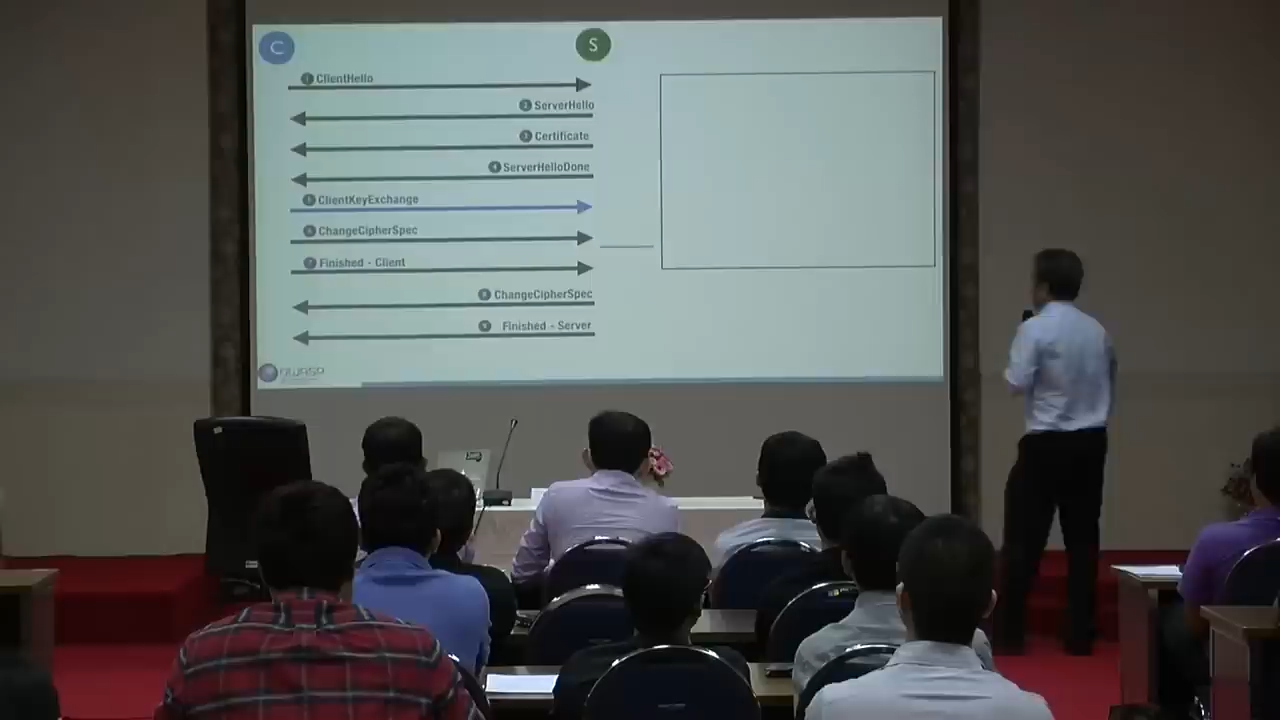 C
S
1 ClientHello
2 ServerHello
3 Certificate
4 ServerHelloDone
5 ClientKeyExchange
6 ChangeCipherSpec
7 Finished - Client
8 ChangeCipherSpec
9 Finished - Server
OWASP